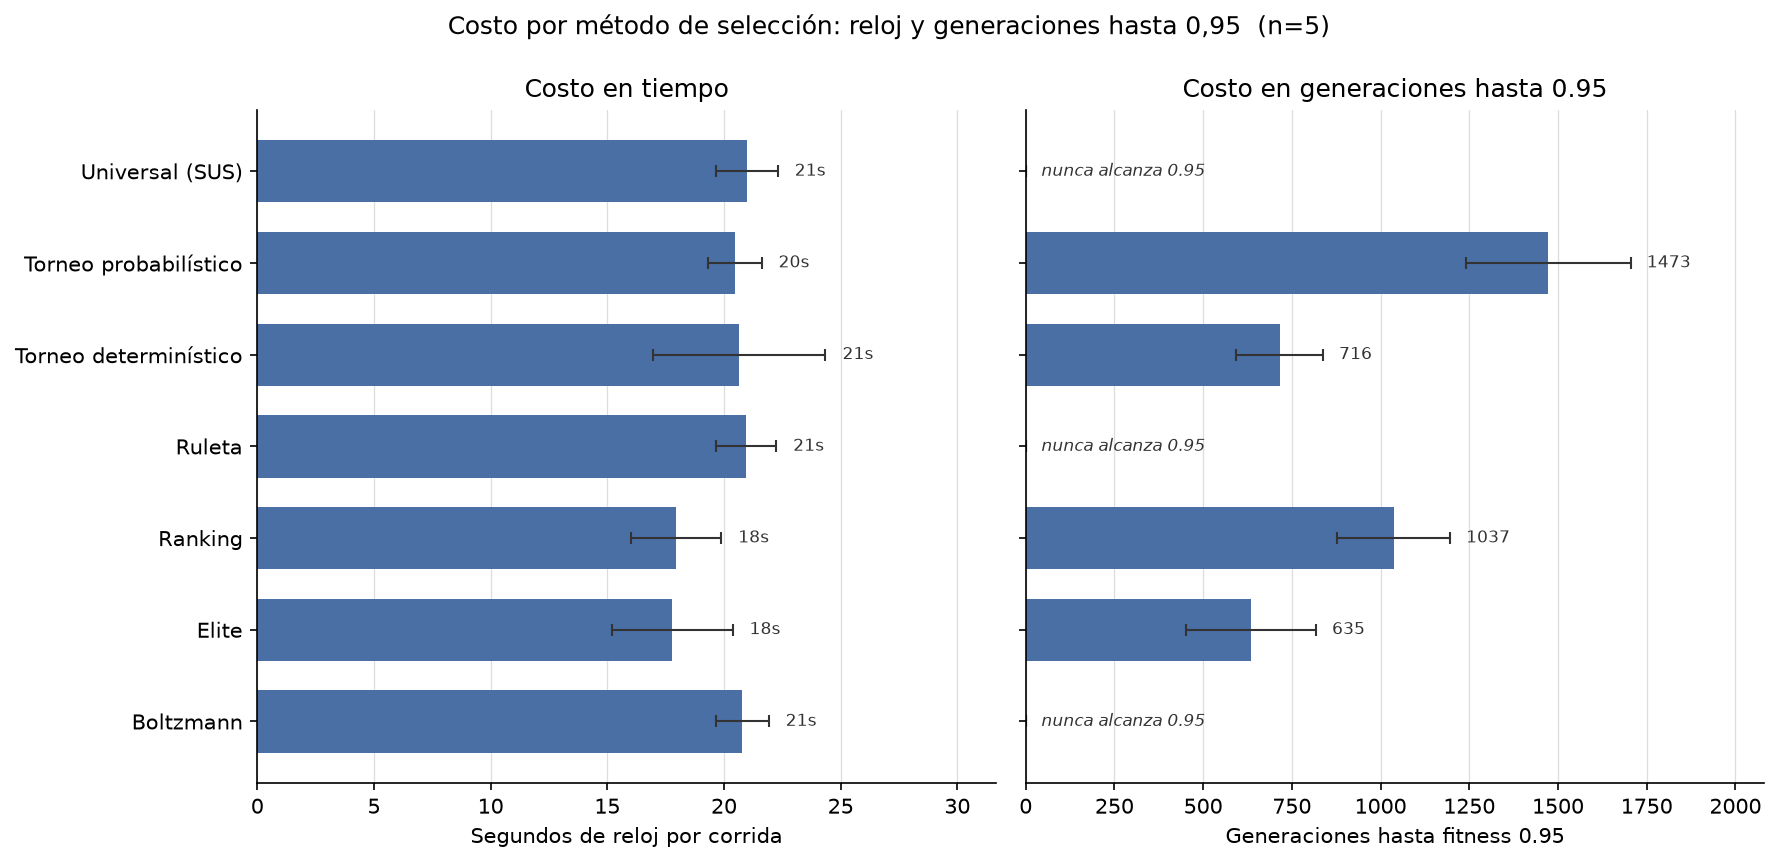 Costo por método de selección: reloj y generaciones hasta 0,95  (n=5)
Costo en tiempo
Universal (SUS)
21s
Torneo probabilístico
20s
Torneo determinístico
21s
Ruleta
21s
Ranking
18s
Elite
18s
Boltzmann
21s
0 5 10 15 20 25 30
Segundos de reloj por corrida
Costo en generaciones hasta 0.95
nunca alcanza 0.95
1473
716
nunca alcanza 0.95
1037
635
nunca alcanza 0.95
0 250 500 750 1000 1250 1500 1750 2000
Generaciones hasta fitness 0.95